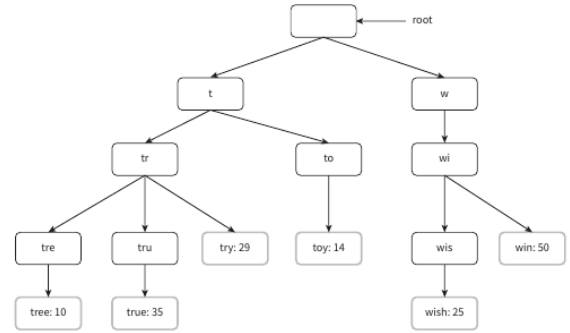 root
t
w
tr
to
wi
tre
tru
try: 29
toy: 14
wis
win: 50
tree: 10
true: 35
wish: 25